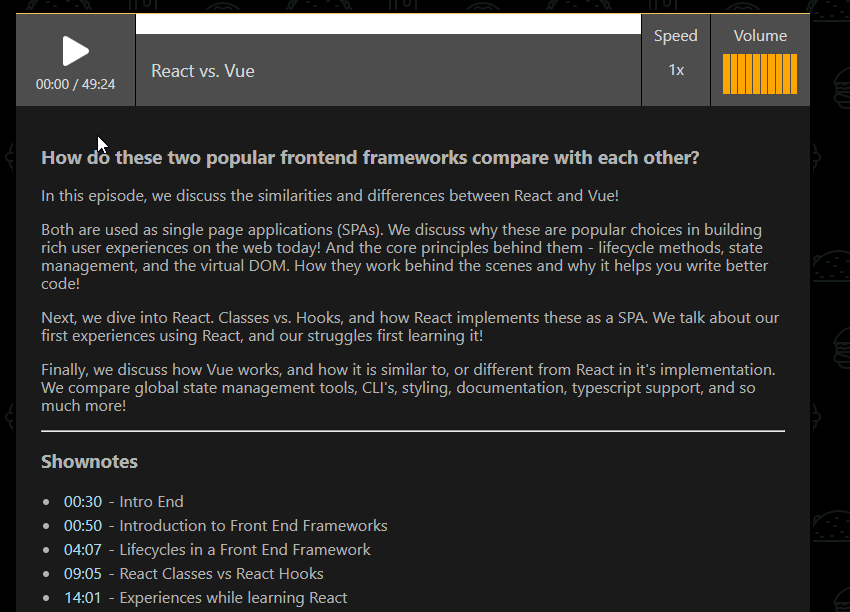 Speed
Volume
React vs. Vue
1x
00:00 / 49:24
How do these two popular frontend frameworks compare with each other?
In this episode, we discuss the similarities and differences between React and Vue!
Both are used as single page applications (SPAs). We discuss why these are popular choices in building
rich user experiences on the web today! And the core principles behind them - lifecycle methods, state
management, and the virtual DOM. How they work behind the scenes and why it helps you write better
code!
Next, we dive into React. Classes vs. Hooks, and how React implements these as a SPA. We talk about our
first experiences using React, and our struggles first learning it!
Finally, we discuss how Vue works, and how it is similar to, or different from React in it's implementation.
We compare global state management tools, CLI's, styling, documentation, typescript support, and so
much more!
Shownotes
• 00:30 - Intro End
• 00:50 - Introduction to Front End Frameworks
• 04:07 - Lifecycles in a Front End Framework
• 09:05 - React Classes vs React Hooks
• 14:01 - Experiences while learning React